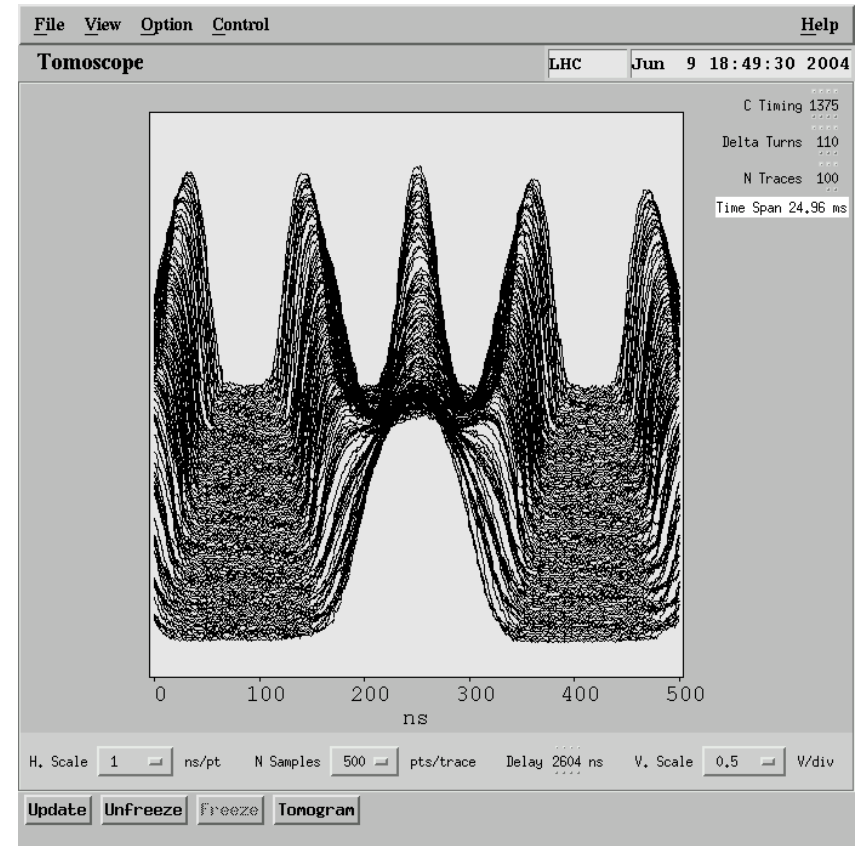 File View Option Control Help
Tomoscope LHC Jun 9 18:49:30 2004
C Timing 1375
Delta Turns 110
N Traces 100
Time Span 24.96 ms
0 100 200 300 400 500
ns
H. Scale 1 ns/pt N Samples 500 pts/trace Delay 2604 ns V. Scale 0.5 V/div
Update Unfreeze Freeze Tomogram